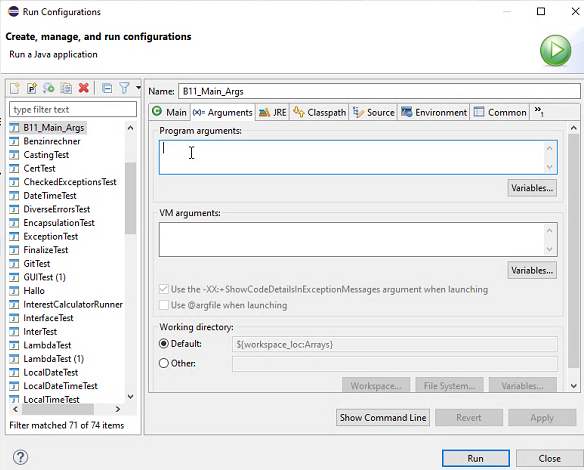 Run Configurations
Create, manage, and run configurations
Run a Java application
type filter text
B11_Main_Args
Benzinrechner
CastingTest
CertTest
CheckedExceptionsTest
DateTimeTest
DiverseErrorsTest
EncapsulationTest
ExceptionTest
FinalizeTest
GitTest
GUITest (1)
Hallo
InterestCalculatorRunner
InterfaceTest
InterTest
LambdaTest
LambdaTest (1)
LocalDateTest
LocalDateTimeTest
LocalTimeTest
Filter matched 71 of 74 items
Name: B11_Main_Args
Main (x)= Arguments JRE Classpath Source Environment Common »1
Program arguments:
Variables...
VM arguments:
Variables...
Use the -XX:+ShowCodeDetailsInExceptionMessages argument when launching
Use @argfile when launching
Working directory:
Default: ${workspace_loc:Arrays}
Other:
Workspace... File System... Variables...
Show Command Line Revert Apply
Run Close